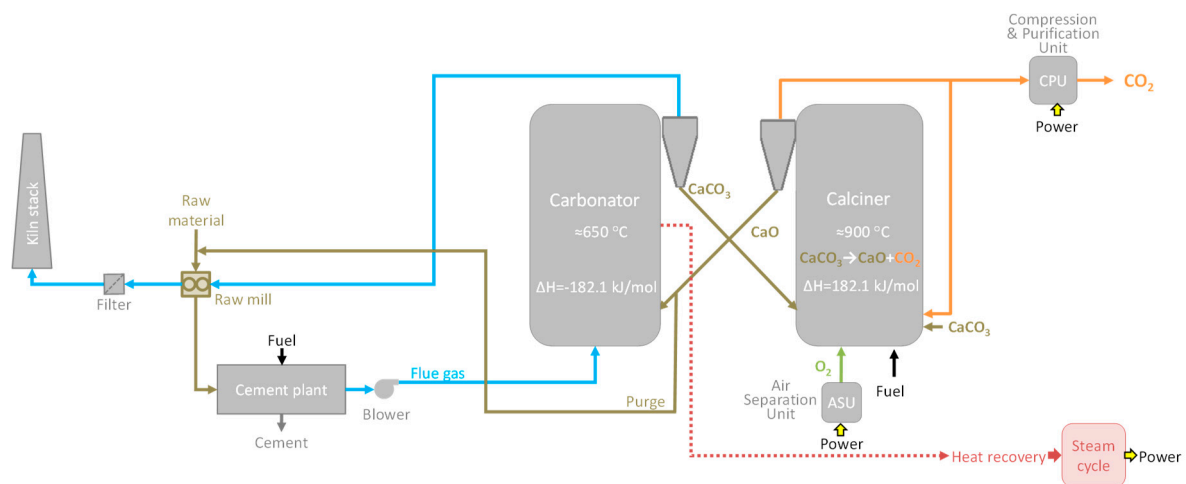 Compression
& Purification
Unit
CPU
CO₂
Power
Kiln stack
Raw
material
Filter
Raw mill
Fuel
Cement plant
Cement
Blower
Flue gas
Purge
Carbonator
≈650 °C
ΔH=-182.1 kJ/mol
CaCO₃
CaO
Calciner
≈900 °C
CaCO₃→CaO+CO₂
ΔH=182.1 kJ/mol
CaCO₃
O₂
Fuel
Air
Separation
Unit
ASU
Power
Heat recovery
Steam
cycle
Power